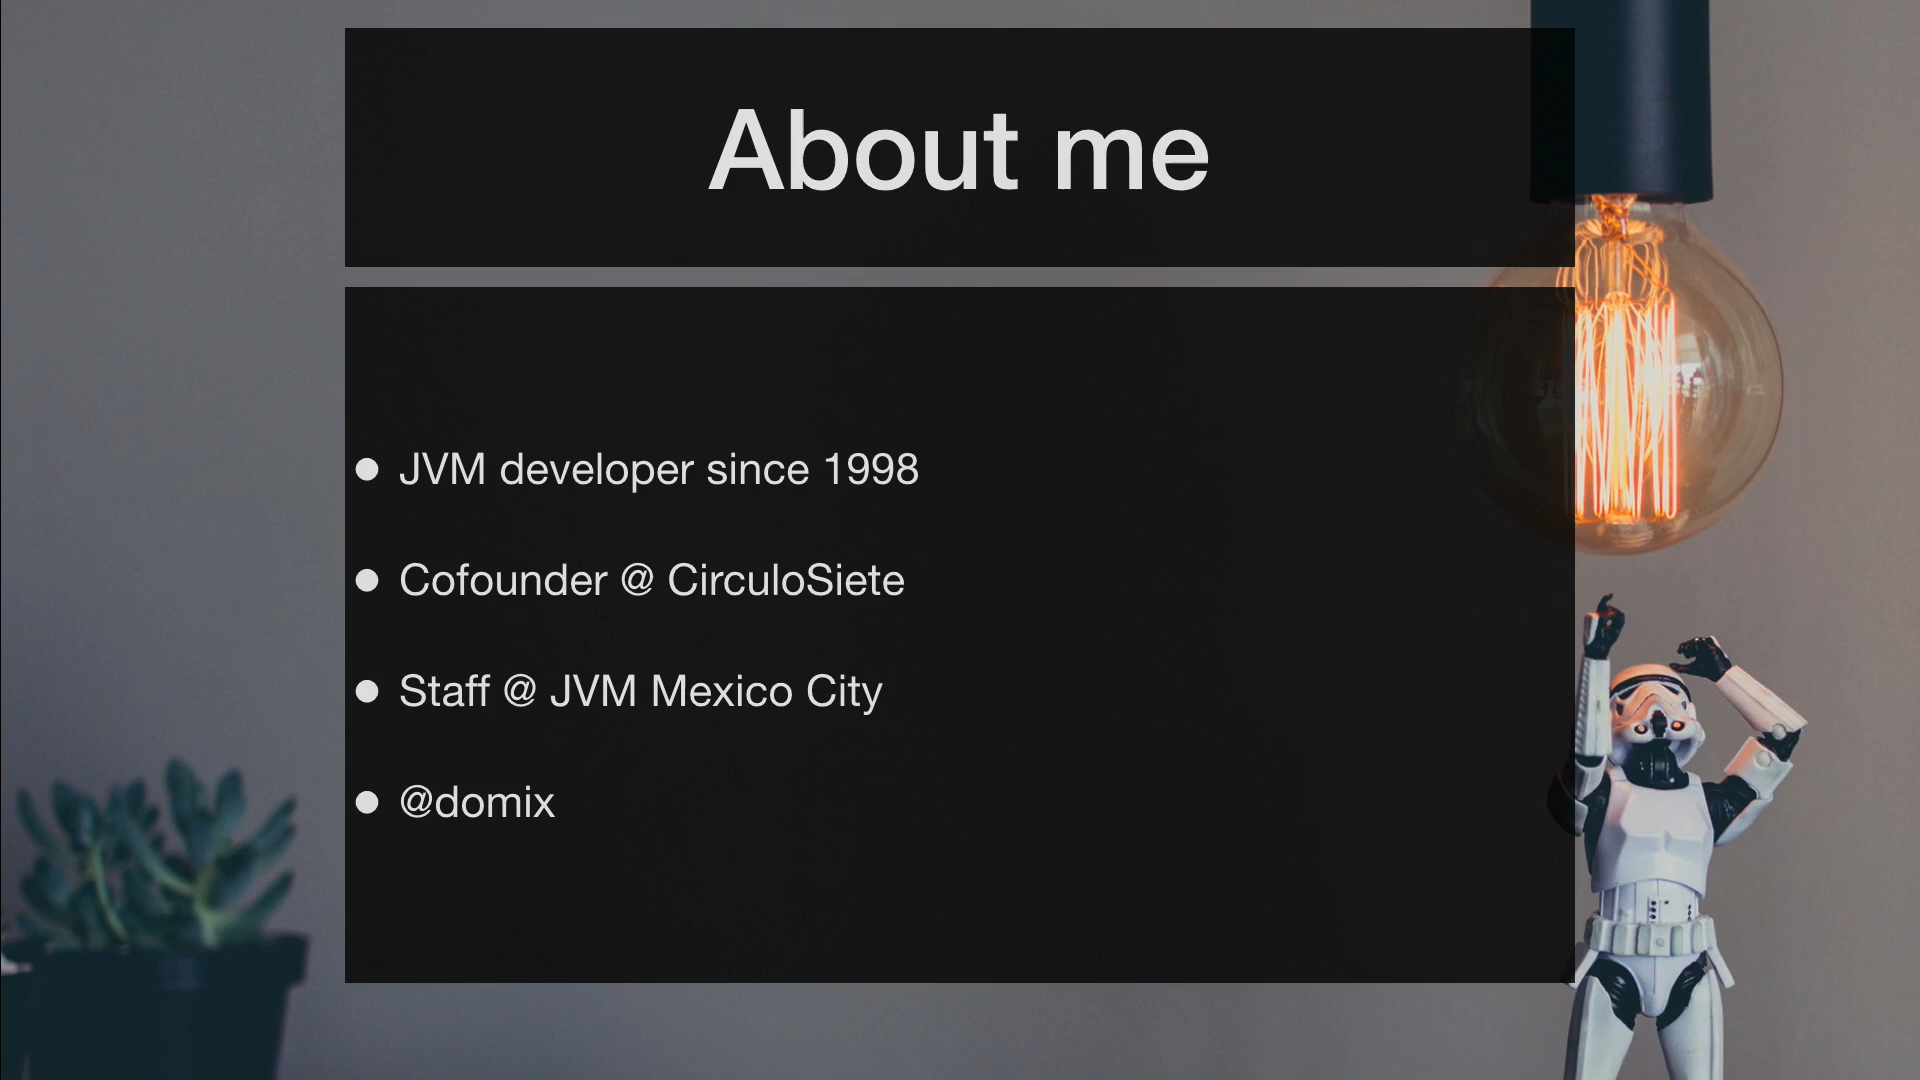 About me
JVM developer since 1998
Cofounder @ CirculoSiete
Staff @ JVM Mexico City
@domix